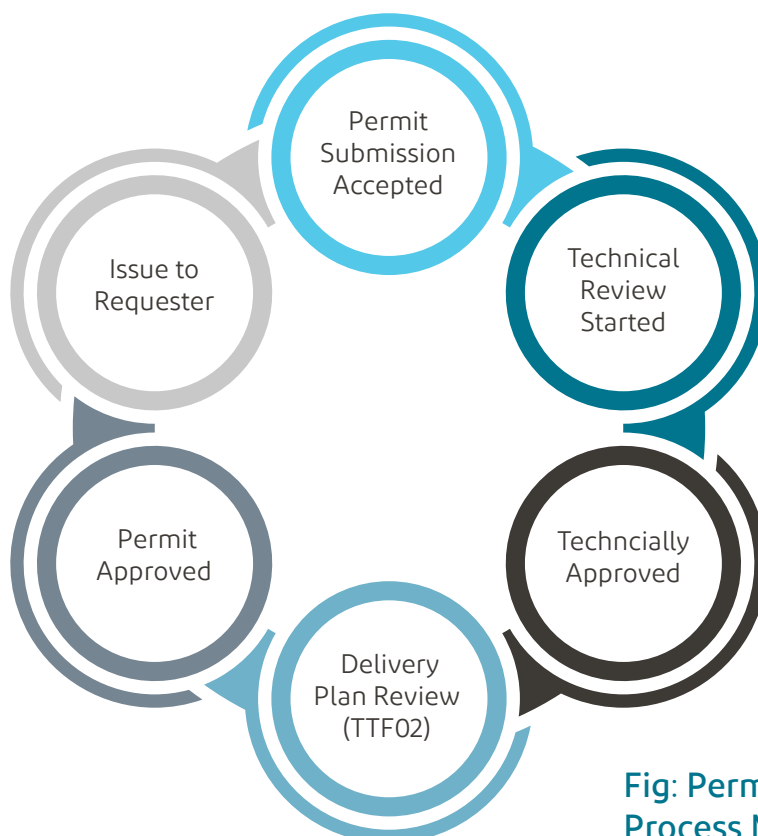 Permit
Submission
Accepted
Technical
Review
Started
Techncially
Approved
Delivery
Plan Review
(TTF02)
Permit
Approved
Issue to
Requester
Fig: Perm
Process